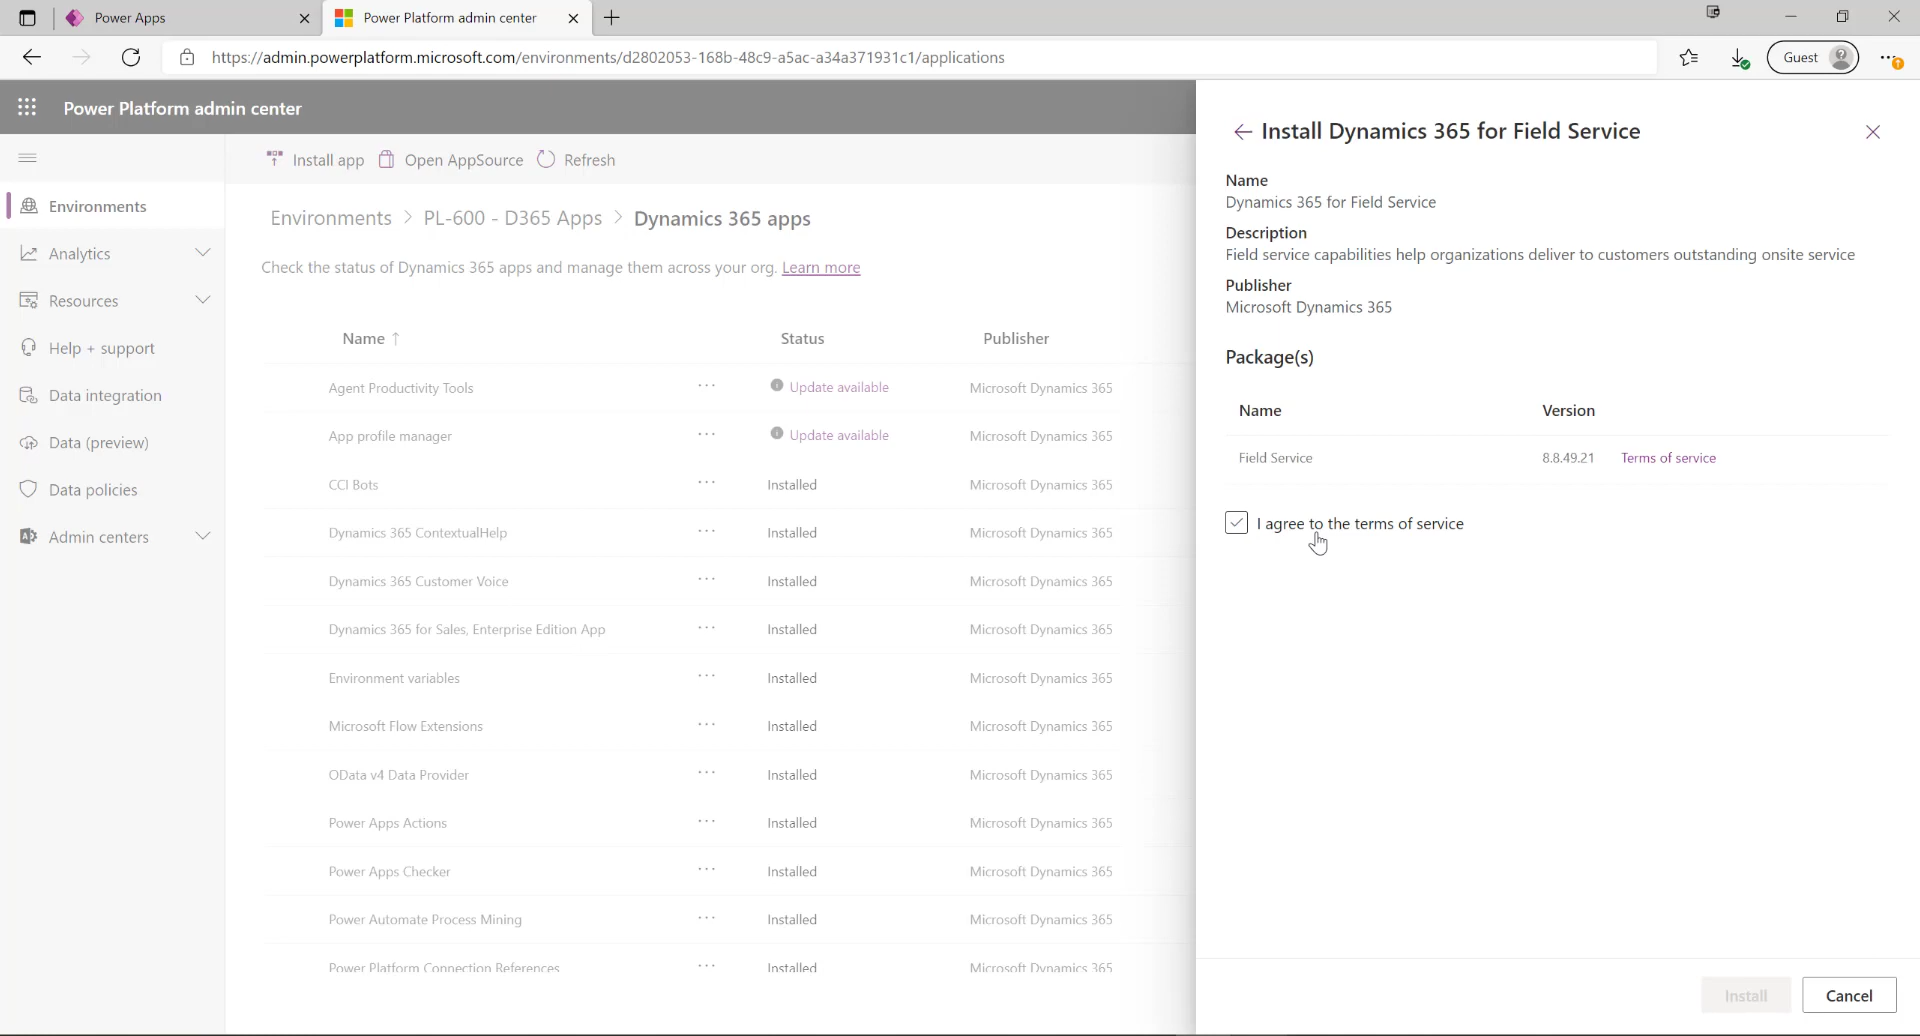 Power Apps
Power Platform admin center
https://admin.powerplatform.microsoft.com/environments/d2802053-168b-48c9-a5ac-a34a371931c1/applications
Guest
Power Platform admin center
Environments
Analytics
Resources
Help + support
Data integration
Data (preview)
Data policies
Admin centers
Install app
Open AppSource
Refresh
Environments > PL-600 - D365 Apps > Dynamics 365 apps
Check the status of Dynamics 365 apps and manage them across your org. Learn more
Name ↑ Status Publisher
Agent Productivity Tools ··· Update available Microsoft Dynamics 365
App profile manager ··· Update available Microsoft Dynamics 365
CCI Bots ··· Installed Microsoft Dynamics 365
Dynamics 365 ContextualHelp ··· Installed Microsoft Dynamics 365
Dynamics 365 Customer Voice ··· Installed Microsoft Dynamics 365
Dynamics 365 for Sales, Enterprise Edition App ··· Installed Microsoft Dynamics 365
Environment variables ··· Installed Microsoft Dynamics 365
Microsoft Flow Extensions ··· Installed Microsoft Dynamics 365
OData v4 Data Provider ··· Installed Microsoft Dynamics 365
Power Apps Actions ··· Installed Microsoft Dynamics 365
Power Apps Checker ··· Installed Microsoft Dynamics 365
Power Automate Process Mining ··· Installed Microsoft Dynamics 365
Power Platform Connection References ··· Installed Microsoft Dynamics 365
Install Dynamics 365 for Field Service
Name
Dynamics 365 for Field Service
Description
Field service capabilities help organizations deliver to customers outstanding onsite service
Publisher
Microsoft Dynamics 365
Package(s)
Name Version
Field Service 8.8.49.21 Terms of service
I agree to the terms of service
Install
Cancel